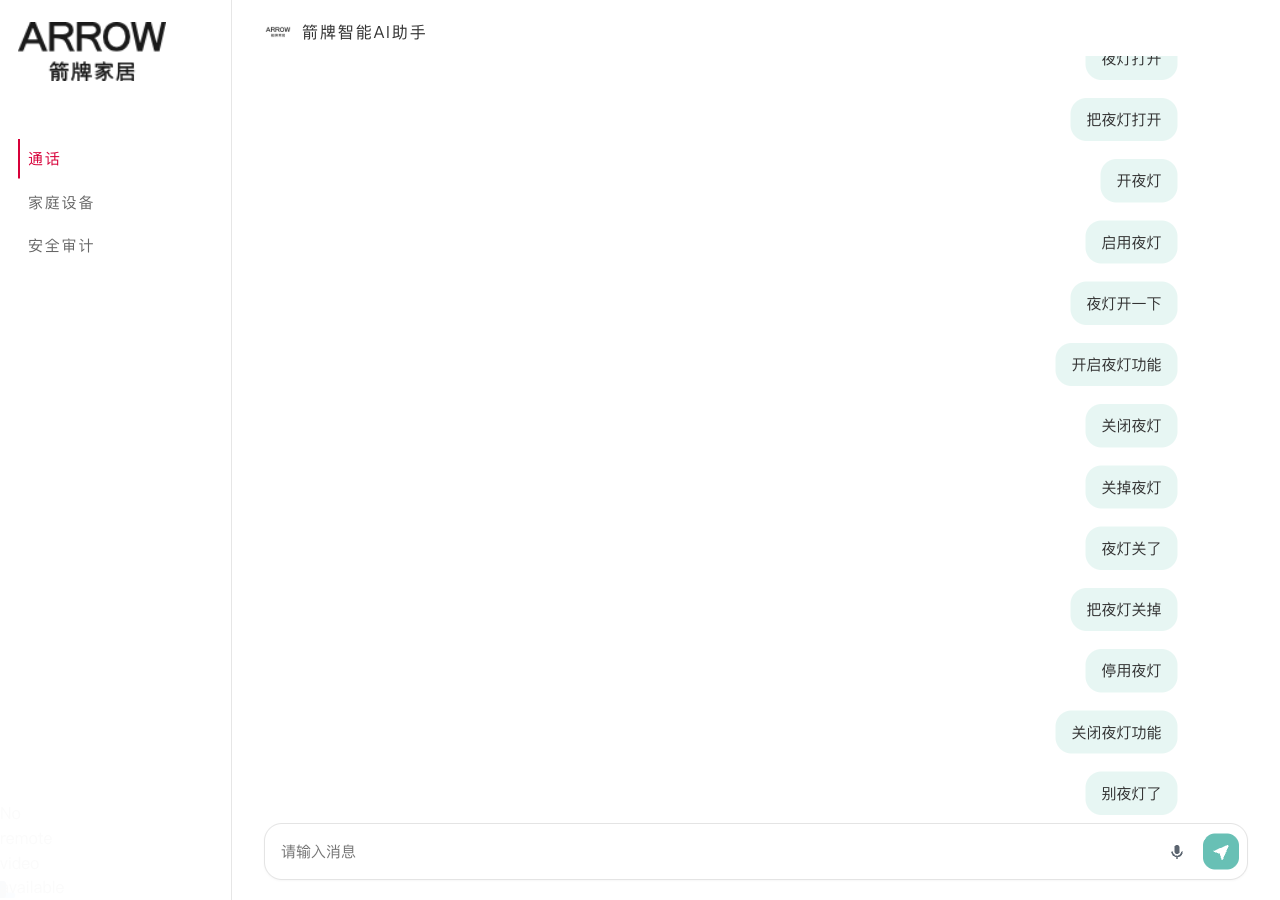 ARROW
箭牌家居
通话
家庭设备
安全审计
ARROW
箭牌智能AI助手
夜灯打开
把夜灯打开
开夜灯
启用夜灯
夜灯开一下
开启夜灯功能
关闭夜灯
关掉夜灯
夜灯关了
把夜灯关掉
停用夜灯
关闭夜灯功能
别夜灯了
请输入消息